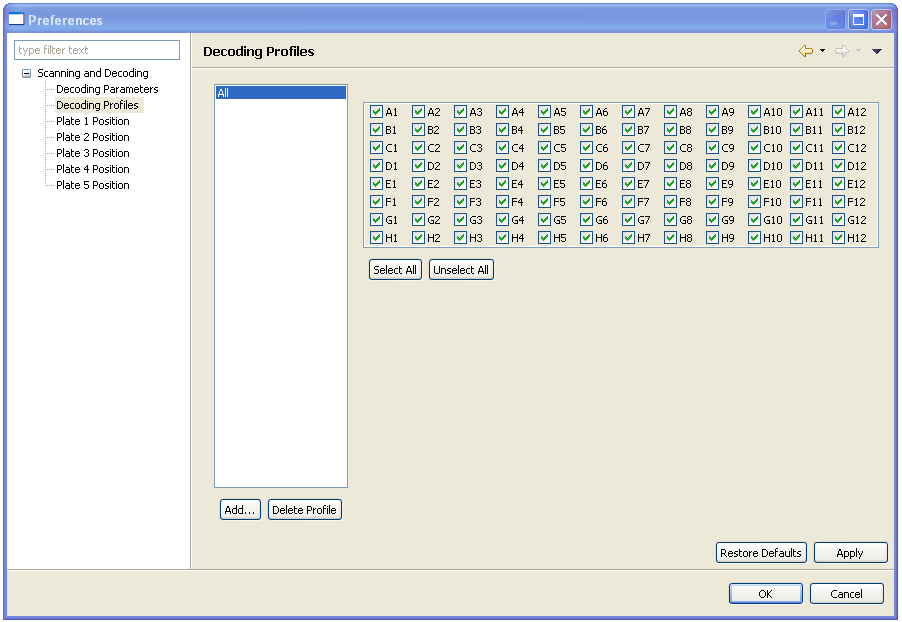 Preferences
type filter text
Scanning and Decoding
Decoding Parameters
Decoding Profiles
Plate 1 Position
Plate 2 Position
Plate 3 Position
Plate 4 Position
Plate 5 Position
Decoding Profiles
All
A1 A2 A3 A4 A5 A6 A7 A8 A9 A10 A11 A12
B1 B2 B3 B4 B5 B6 B7 B8 B9 B10 B11 B12
C1 C2 C3 C4 C5 C6 C7 C8 C9 C10 C11 C12
D1 D2 D3 D4 D5 D6 D7 D8 D9 D10 D11 D12
E1 E2 E3 E4 E5 E6 E7 E8 E9 E10 E11 E12
F1 F2 F3 F4 F5 F6 F7 F8 F9 F10 F11 F12
G1 G2 G3 G4 G5 G6 G7 G8 G9 G10 G11 G12
H1 H2 H3 H4 H5 H6 H7 H8 H9 H10 H11 H12
Select All Unselect All
Add... Delete Profile
Restore Defaults Apply
OK Cancel